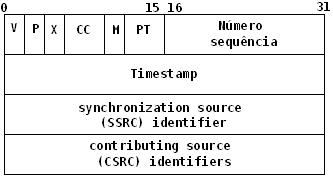 0 15 16 31
V P X CC M PT Número
sequência
Timestamp
synchronization source
(SSRC) identifier
contributing source
(CSRC) identifiers